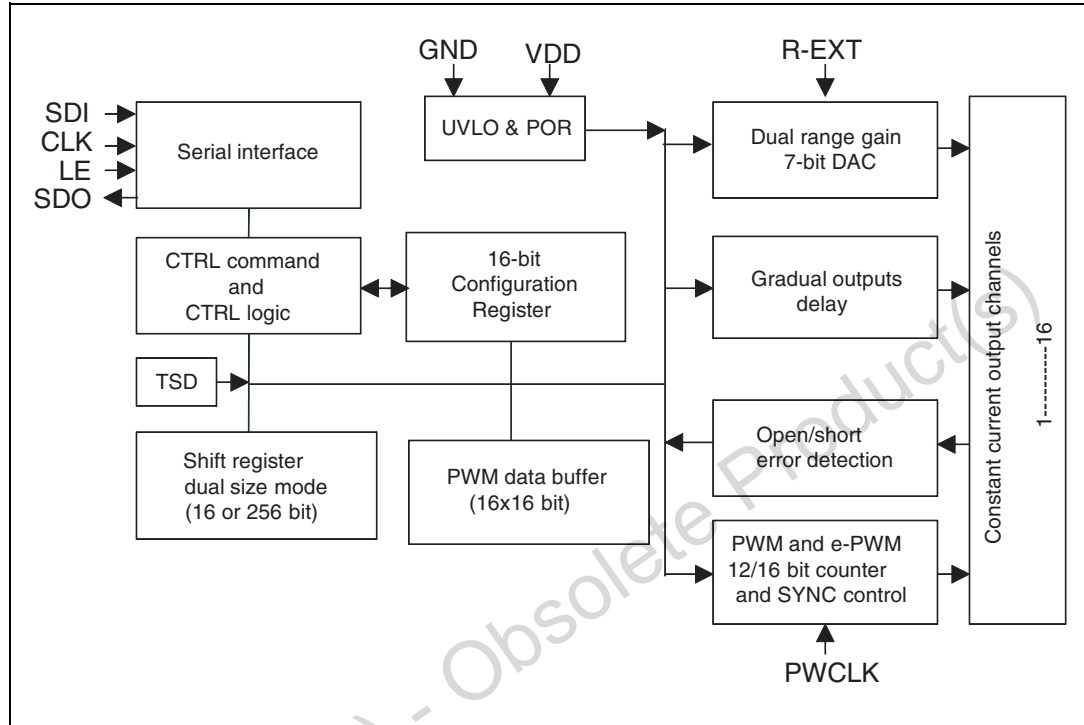 GND
VDD
R-EXT
SDI
CLK
LE
SDO
Serial interface
UVLO & POR
Dual range gain
7-bit DAC
CTRL command
and
CTRL logic
16-bit
Configuration
Register
Gradual outputs
delay
TSD
Open/short
error detection
Shift register
dual size mode
(16 or 256 bit)
PWM data buffer
(16x16 bit)
PWM and e-PWM
12/16 bit counter
and SYNC control
PWCLK
Constant current output channels
1------------16
) - Obsolete Product(s)